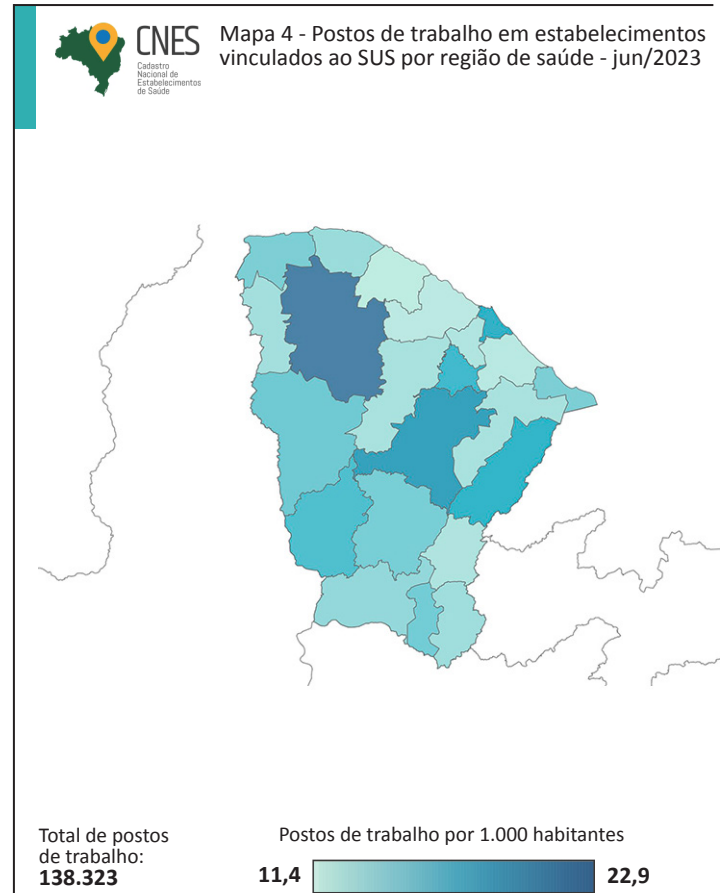 CNES
Cadastro
Nacional de
Estabelecimentos
de Saúde
Mapa 4 - Postos de trabalho em estabelecimentos
vinculados ao SUS por região de saúde - jun/2023
Total de postos
de trabalho:
138.323
Postos de trabalho por 1.000 habitantes
11,4
22,9